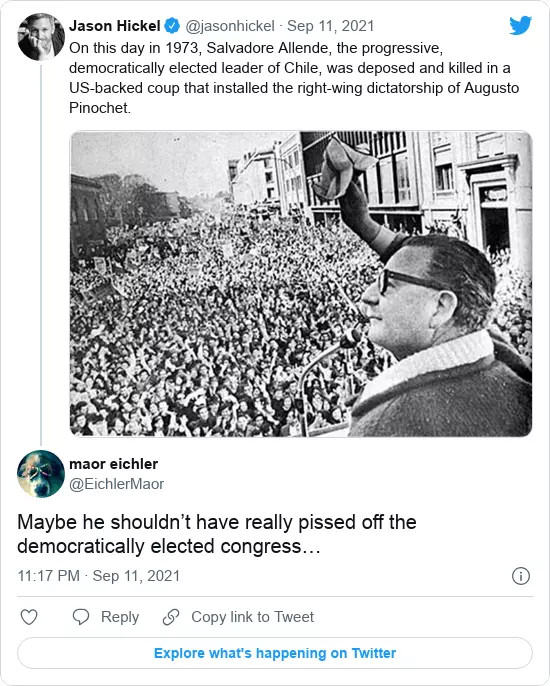 Jason Hickel @jasonhickel · Sep 11, 2021
On this day in 1973, Salvadore Allende, the progressive,
democratically elected leader of Chile, was deposed and killed in a
US-backed coup that installed the right-wing dictatorship of Augusto
Pinochet.
maor eichler
@EichlerMaor
Maybe he shouldn’t have really pissed off the
democratically elected congress…
11:17 PM · Sep 11, 2021
Reply
Copy link to Tweet
Explore what's happening on Twitter